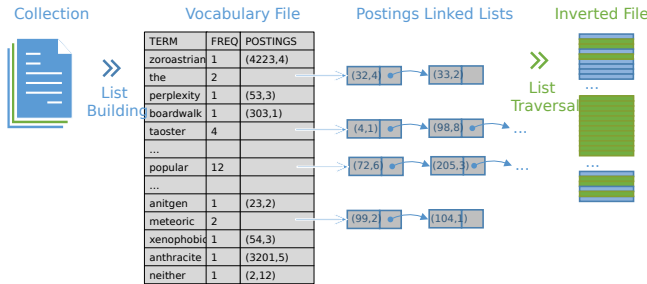 Collection
Vocabulary File
Postings Linked Lists
Inverted File
List
Building
TERM FREQ POSTINGS
zoroastrian 1 (4223,4)
the 2
perplexity 1 (53,3)
boardwalk 1 (303,1)
taoster 4
...
popular 12
...
anitgen 1 (23,2)
meteoric 2
xenophobic 1 (54,3)
anthracite 1 (3201,5)
neither 1 (2,12)
(32,4) (33,2)
(4,1) (98,8) ...
(72,6) (205,3) ...
(99,2) (104,1)
List
Traversal
...
...